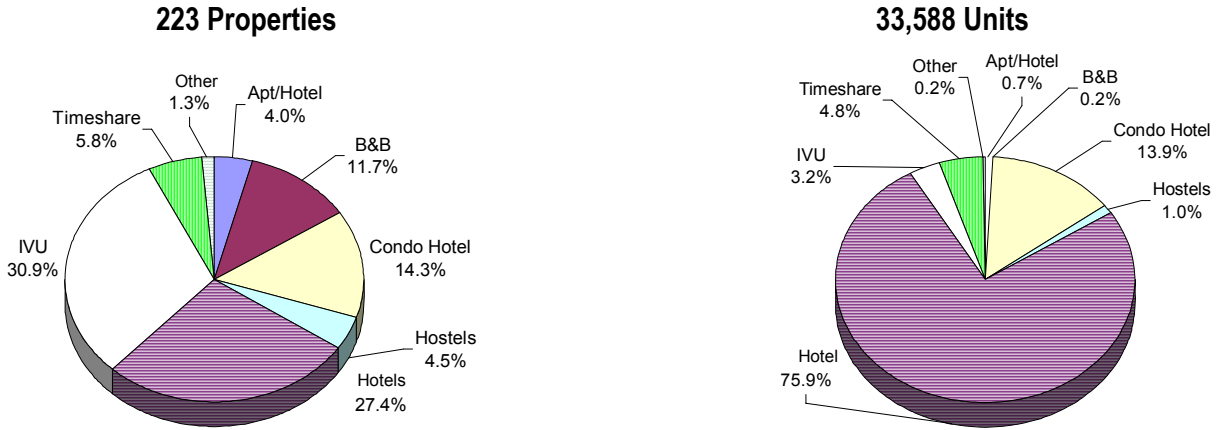 223 Properties
Other
1.3%
Apt/Hotel
4.0%
Timeshare
5.8%
B&B
11.7%
IVU
30.9%
Condo Hotel
14.3%
Hostels
4.5%
Hotels
27.4%
33,588 Units
Other
0.2%
Apt/Hotel
0.7%
B&B
0.2%
Timeshare
4.8%
Condo Hotel
13.9%
IVU
3.2%
Hostels
1.0%
Hotel
75.9%